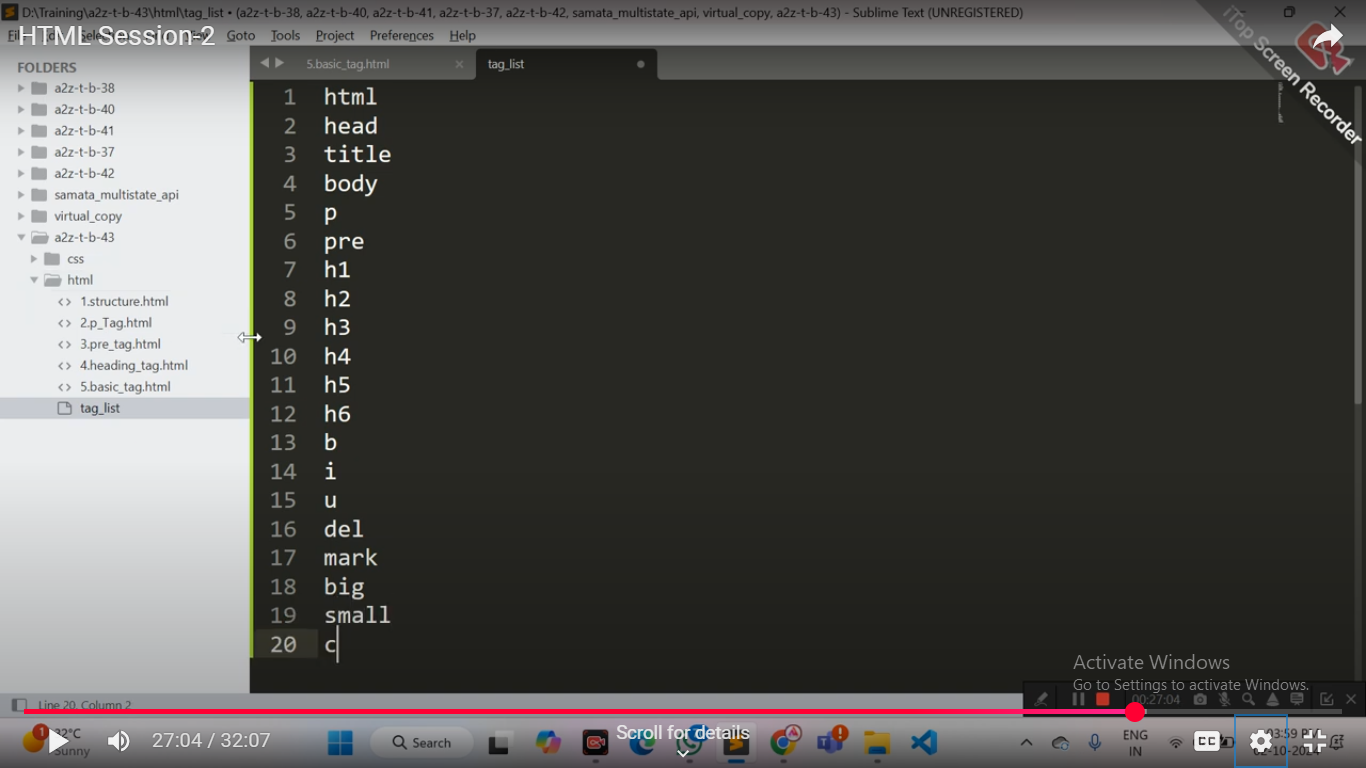 D:\Training\a2z-t-b-43\html\tag_list • (a2z-t-b-38, a2z-t-b-40, a2z-t-b-41, a2z-t-b-37, a2z-t-b-42, samata_multistate_api, virtual_copy, a2z-t-b-43) - Sublime Text (UNREGISTERED)
HTML Session-2
Goto Tools Project Preferences Help
iTop Screen Recorder
FOLDERS
a2z-t-b-38
a2z-t-b-40
a2z-t-b-41
a2z-t-b-37
a2z-t-b-42
samata_multistate_api
virtual_copy
a2z-t-b-43
css
html
1.structure.html
2.p_Tag.html
3.pre_tag.html
4.heading_tag.html
5.basic_tag.html
tag_list
5.basic_tag.html × tag_list
1 html
2 head
3 title
4 body
5 p
6 pre
7 h1
8 h2
9 h3
10 h4
11 h5
12 h6
13 b
14 i
15 u
16 del
17 mark
18 big
19 small
20 c
Activate Windows
Go to Settings to activate Windows.
Line 20, Column 2
00:27:04
32°C
Sunny
27:04 / 32:07
Search
Scroll for details
ENG
IN
CC
03:59 PM
02-10-2024